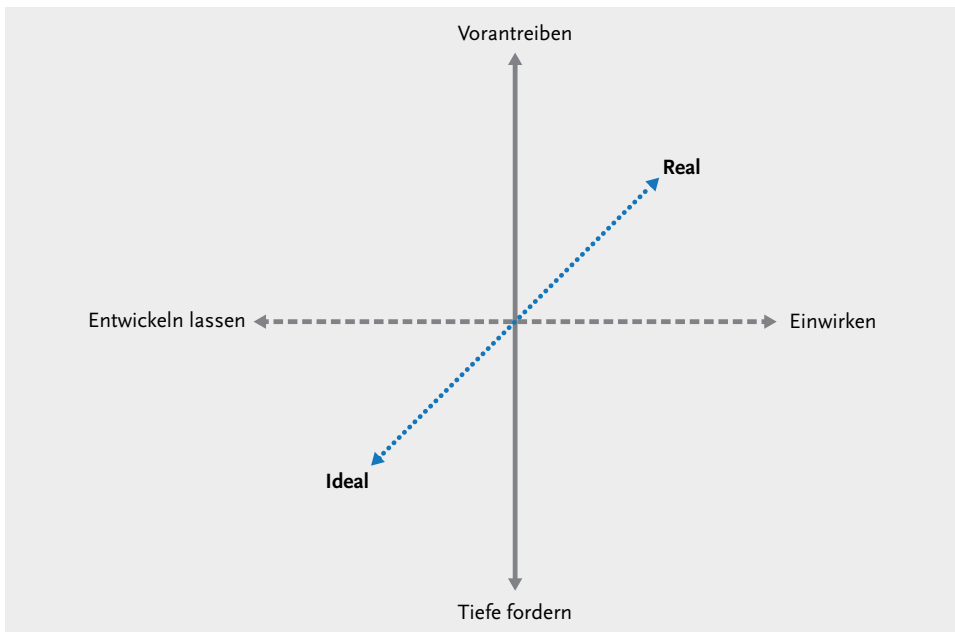 Vorantreiben
Real
Entwickeln lassen
Einwirken
Ideal
Tiefe fordern